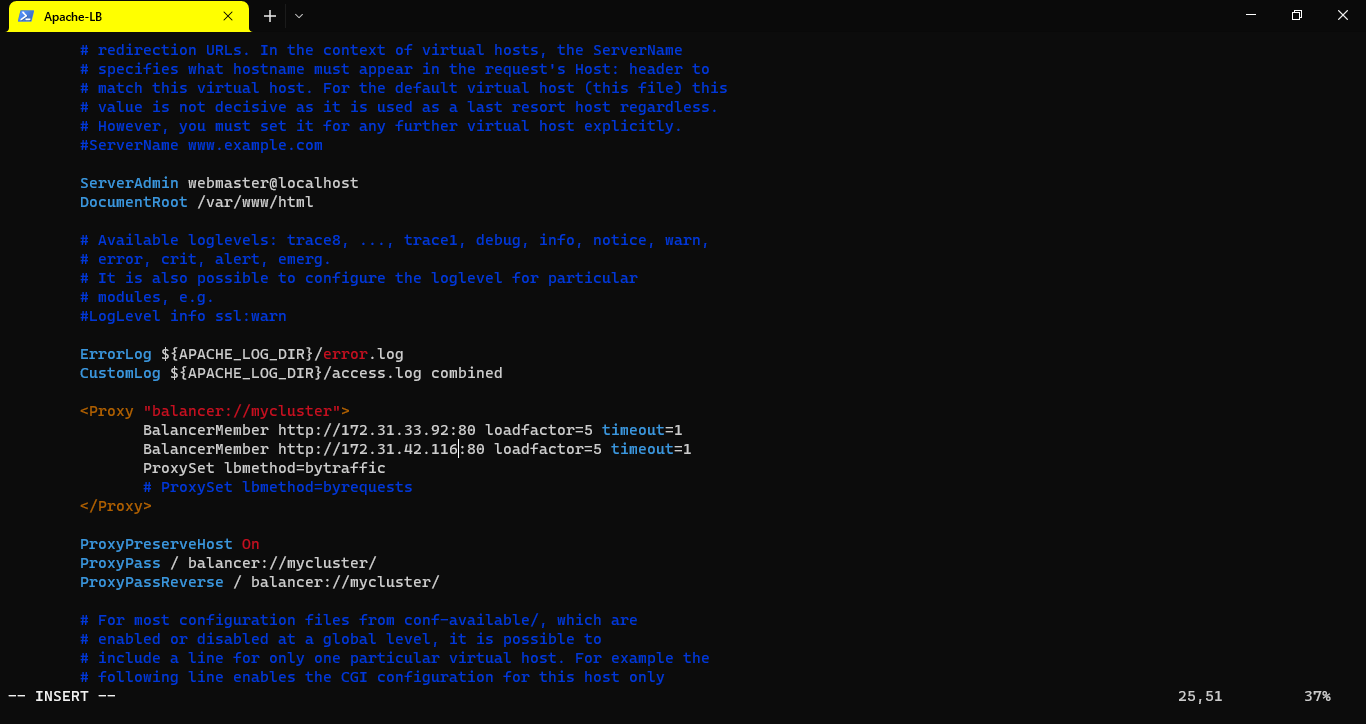 Apache-LB
# redirection URLs. In the context of virtual hosts, the ServerName
# specifies what hostname must appear in the request's Host: header to
# match this virtual host. For the default virtual host (this file) this
# value is not decisive as it is used as a last resort host regardless.
# However, you must set it for any further virtual host explicitly.
#ServerName www.example.com
ServerAdmin webmaster@localhost
DocumentRoot /var/www/html
# Available loglevels: trace8, ..., trace1, debug, info, notice, warn,
# error, crit, alert, emerg.
# It is also possible to configure the loglevel for particular
# modules, e.g.
#LogLevel info ssl:warn
ErrorLog ${APACHE_LOG_DIR}/error.log
CustomLog ${APACHE_LOG_DIR}/access.log combined
<Proxy "balancer://mycluster">
BalancerMember http://172.31.33.92:80 loadfactor=5 timeout=1
BalancerMember http://172.31.42.116:80 loadfactor=5 timeout=1
ProxySet lbmethod=bytraffic
# ProxySet lbmethod=byrequests
</Proxy>
ProxyPreserveHost On
ProxyPass / balancer://mycluster/
ProxyPassReverse / balancer://mycluster/
# For most configuration files from conf-available/, which are
# enabled or disabled at a global level, it is possible to
# include a line for only one particular virtual host. For example the
# following line enables the CGI configuration for this host only
-- INSERT -- 25,51 37%